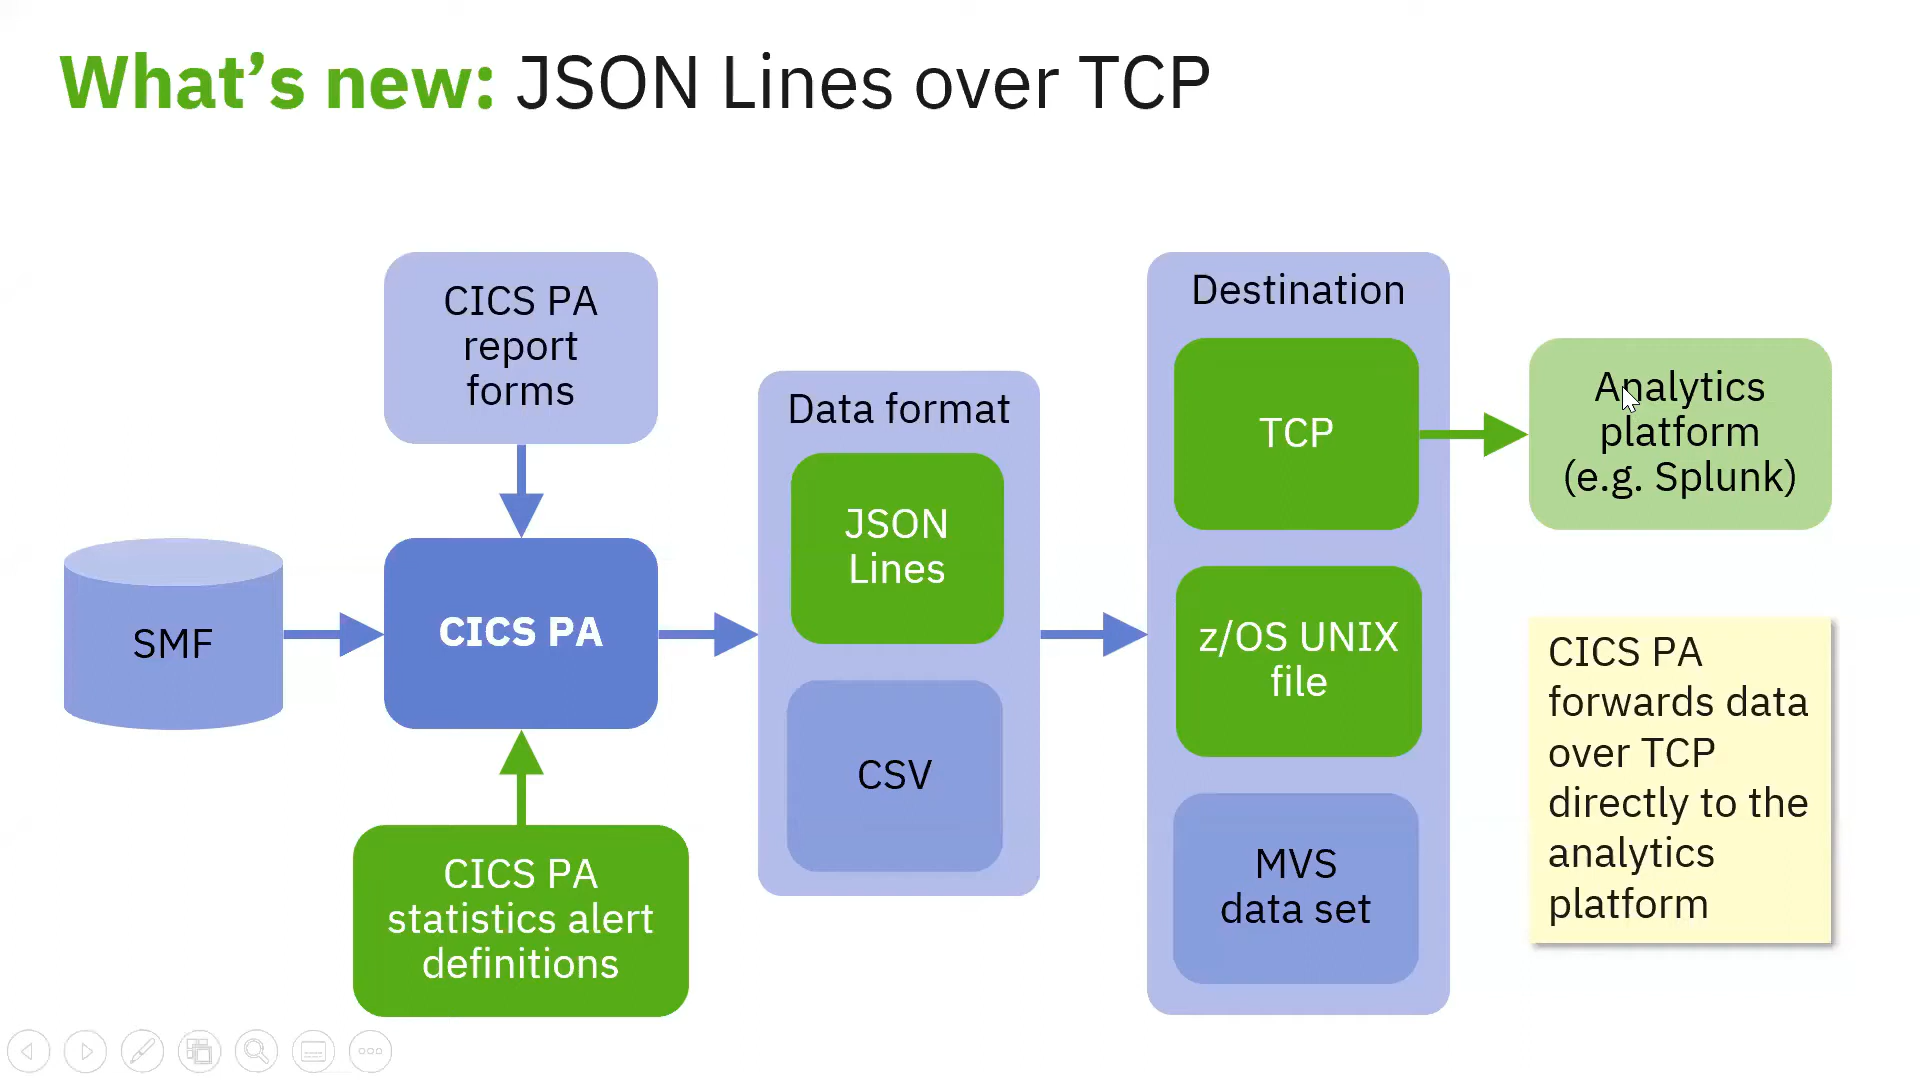 What’s new: JSON Lines over TCP
CICS PA
report
forms
SMF
CICS PA
CICS PA
statistics alert
definitions
Data format
JSON
Lines
CSV
Destination
TCP
z/OS UNIX
file
MVS
data set
Analytics
platform
(e.g. Splunk)
CICS PA
forwards data
over TCP
directly to the
analytics
platform